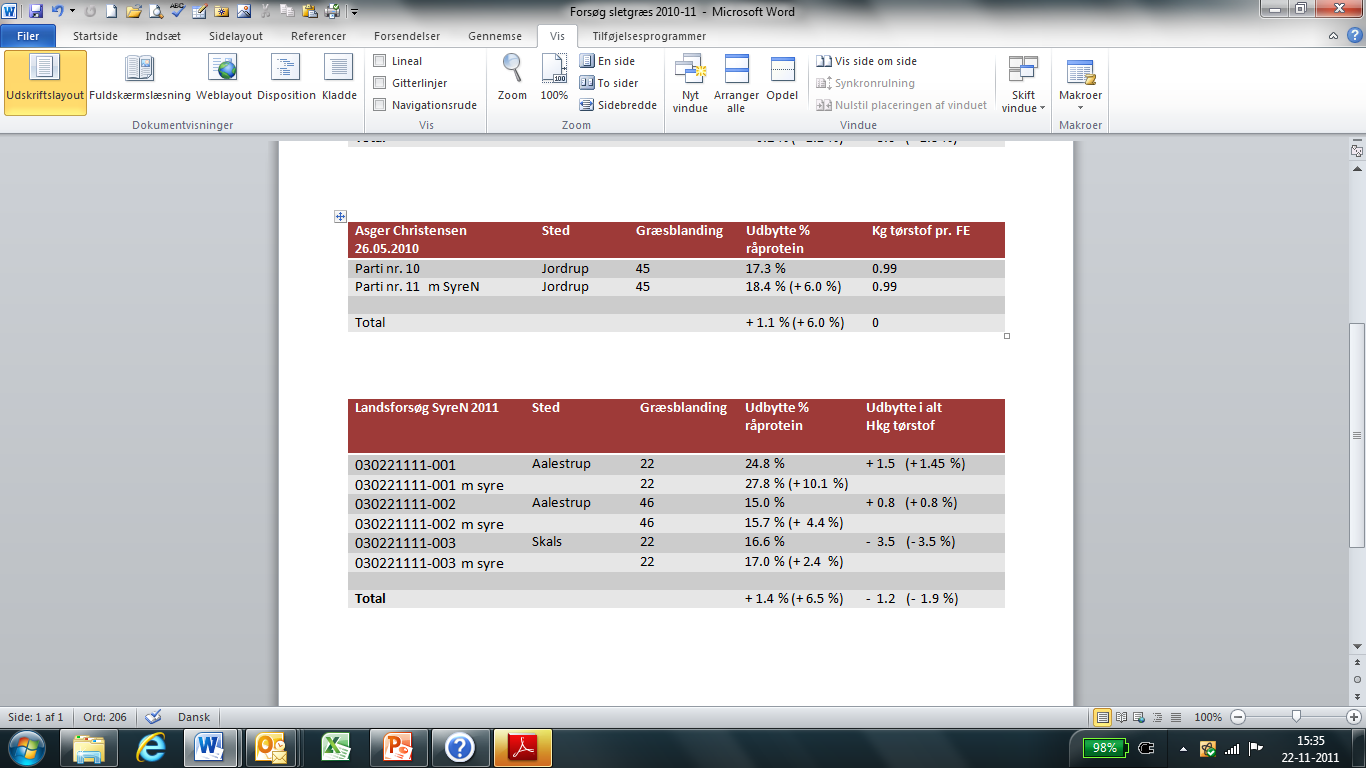 Forsøg sletgræs 2010-11 - Microsoft Word
Filer Startside Indsæt Sidelayout Referencer Forsendelser Gennemse Vis Tilføjelsesprogrammer
Udskriftslayout Fuldskærmslæsning Weblayout Disposition Kladde
Dokumentvisninger
Lineal
Gitterlinjer
Navigationsrude
Vis
Zoom 100%
En side
To sider
Sidebredde
Zoom
Nyt vindue Arranger alle Opdel
Vis side om side
Synkronrulning
Nulstil placeringen af vinduet
Skift vindue
Vindue
Makroer
Makroer
Asger Christensen 26.05.2010 Sted Græsblanding Udbytte % råprotein Kg tørstof pr. FE
Parti nr. 10 Jordrup 45 17.3 % 0.99
Parti nr. 11 m SyreN Jordrup 45 18.4 % (+ 6.0 %) 0.99
Total + 1.1 % (+ 6.0 %) 0
Landsforsøg SyreN 2011 Sted Græsblanding Udbytte % råprotein Udbytte i alt Hkg tørstof
030221111-001 Aalestrup 22 24.8 % + 1.5 (+ 1.45 %)
030221111-001 m syre 22 27.8 % (+ 10.1 %)
030221111-002 Aalestrup 46 15.0 % + 0.8 (+ 0.8 %)
030221111-002 m syre 46 15.7 % (+ 4.4 %)
030221111-003 Skals 22 16.6 % - 3.5 (- 3.5 %)
030221111-003 m syre 22 17.0 % (+ 2.4 %)
Total + 1.4 % (+ 6.5 %) - 1.2 (- 1.9 %)
Side: 1 af 1 Ord: 206 Dansk 100%
98% 15:35
22-11-2011